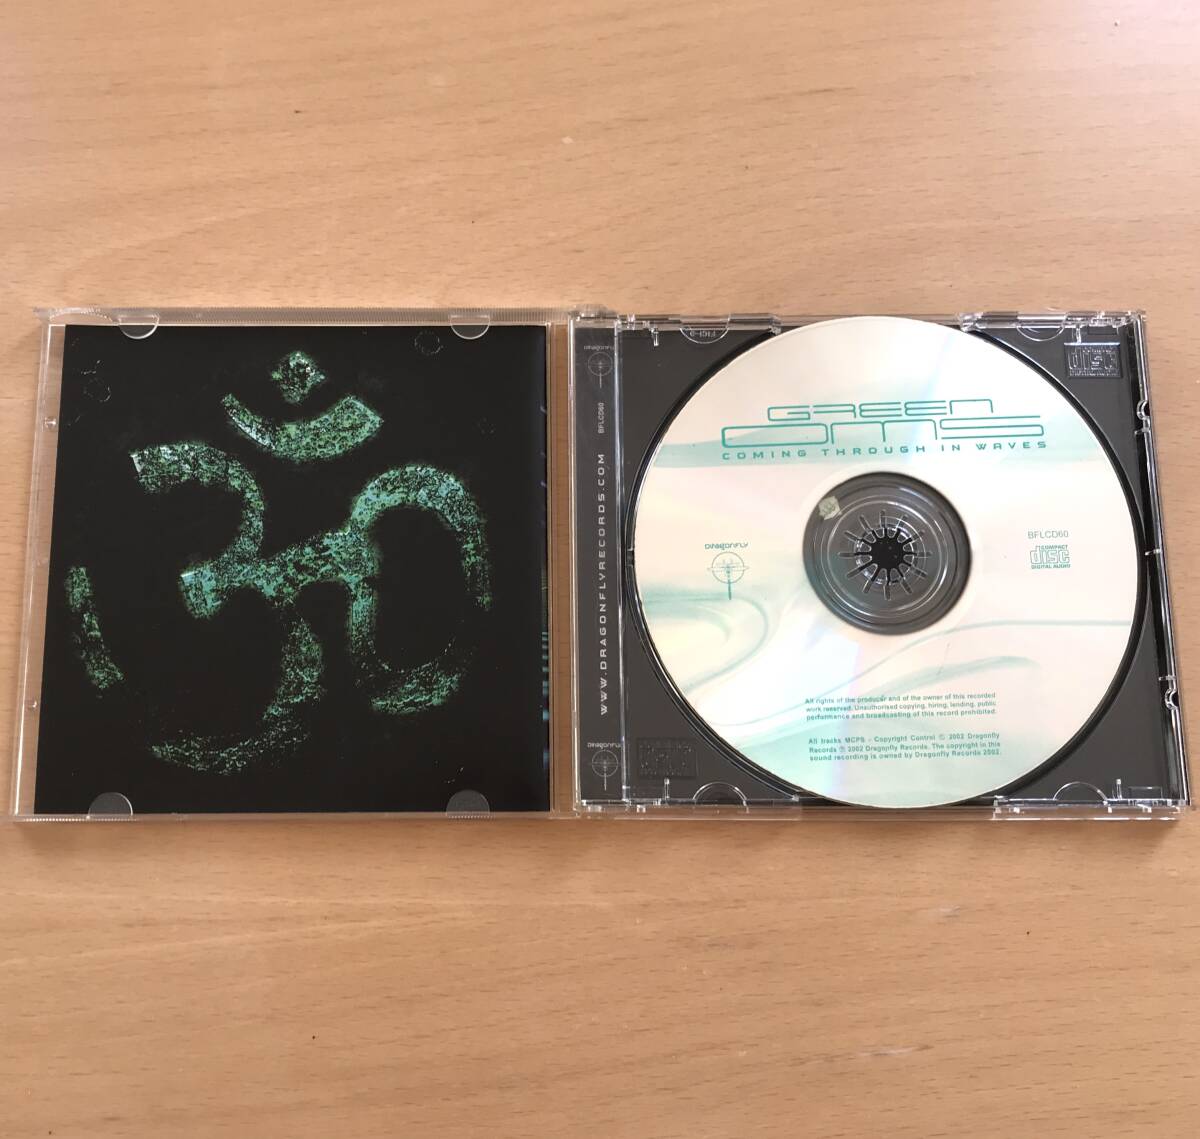 DRAGONFLY
BFLCD60
WWW.DRAGONFLYRECORDS.COM
DRAGONFLY
GREEN
OMS
COMING THROUGH IN WAVES
DRAGONFLY
BFLCD60
COMPACT
disc
DIGITAL AUDIO
All rights of the producer and of the owner of this recorded
work reserved. Unauthorised copying, hiring, lending, public
performance and broadcasting of this record prohibited.
All tracks MCPS - Copyright Control © 2002 Dragonfly
Records ℗ 2002 Dragonfly Records. The copyright in this
sound recording is owned by Dragonfly Records 2002.
disc